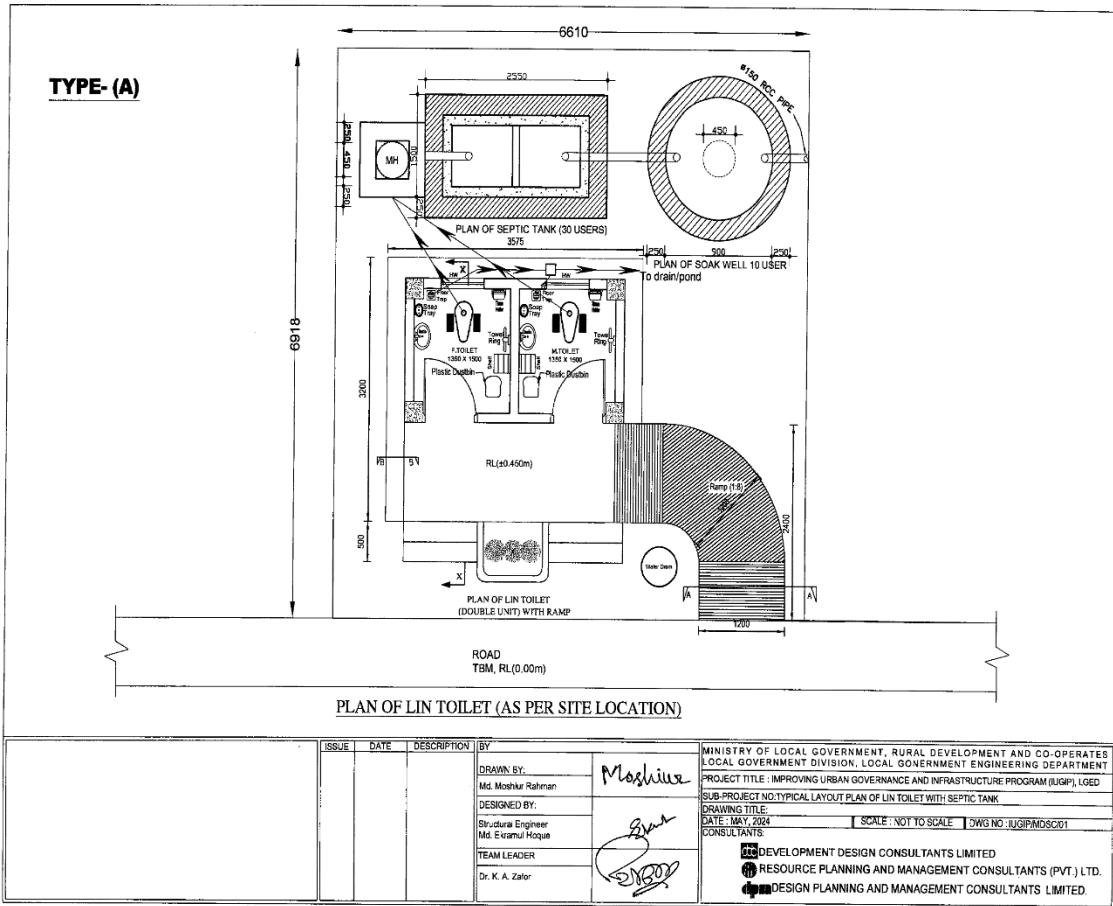 TYPE- (A)
6610
6918
2550
ø150 RCC PIPE
250
450
250
MH
1500
250
450
PLAN OF SEPTIC TANK (30 USERS)
3575
250
900
250
PLAN OF SOAK WELL 10 USER
To drain/pond
X
HW
HW
Floor
Trap
Floor
Trap
Soap
Tray
Soap
Tray
Towel
Ring
Towel
Ring
F.TOILET
1350 X 1500
M.TOILET
1350 X 1500
Shelf
Shelf
Plastic Dustbin
Plastic Dustbin
3200
RL(±0.450m)
B
Ramp (1:8)
2400
500
Water Drain
X
A
A
PLAN OF LIN TOILET
(DOUBLE UNIT) WITH RAMP
1200
ROAD
TBM, RL(0.00m)
PLAN OF LIN TOILET (AS PER SITE LOCATION)
ISSUE DATE DESCRIPTION BY
DRAWN BY:
Md. Moshiur Rahman
Moshiur
DESIGNED BY:
Structural Engineer
Md. Ekramul Hoque
TEAM LEADER
Dr. K. A. Zafor
MINISTRY OF LOCAL GOVERNMENT, RURAL DEVELOPMENT AND CO-OPERATES
LOCAL GOVERNMENT DIVISION, LOCAL GONERNMENT ENGINEERING DEPARTMENT
PROJECT TITLE : IMPROVING URBAN GOVERNANCE AND INFRASTRUCTURE PROGRAM (IUGIP), LGED
SUB-PROJECT NO:TYPICAL LAYOUT PLAN OF LIN TOILET WITH SEPTIC TANK
DRAWING TITLE:
DATE : MAY, 2024 SCALE : NOT TO SCALE DWG NO : IUGIP/MDSC/01
CONSULTANTS:
ddc DEVELOPMENT DESIGN CONSULTANTS LIMITED
RESOURCE PLANNING AND MANAGEMENT CONSULTANTS (PVT.) LTD.
dpm DESIGN PLANNING AND MANAGEMENT CONSULTANTS LIMITED.